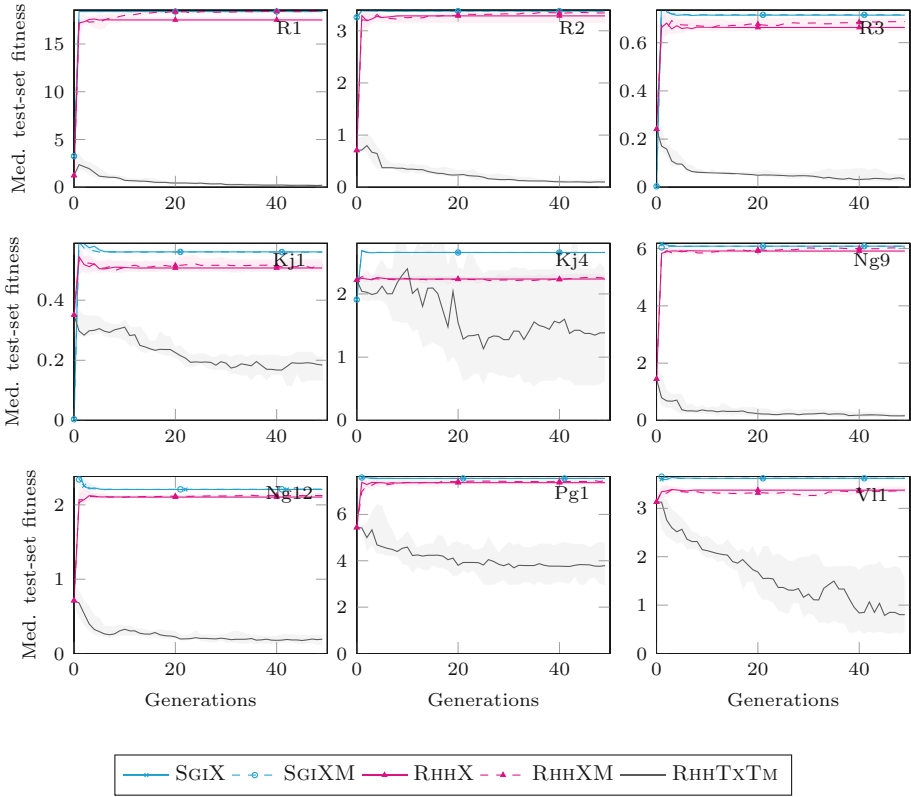 R1 R2 R3
Med. test-set fitness
15 10 5 0
3 2 1 0
0.6 0.4 0.2 0
0 20 40 0 20 40 0 20 40
Kj1 Kj4 Ng9
Med. test-set fitness
0.4 0.2 0
2 1 0
6 4 2 0
0 20 40 0 20 40 0 20 40
Ng12 Pg1 Vl1
Med. test-set fitness
2 1 0
6 4 2 0
3 2 1 0
0 20 40 0 20 40 0 20 40
Generations Generations Generations
SgiX SgiXM RhhX RhhXM RhhTxTm